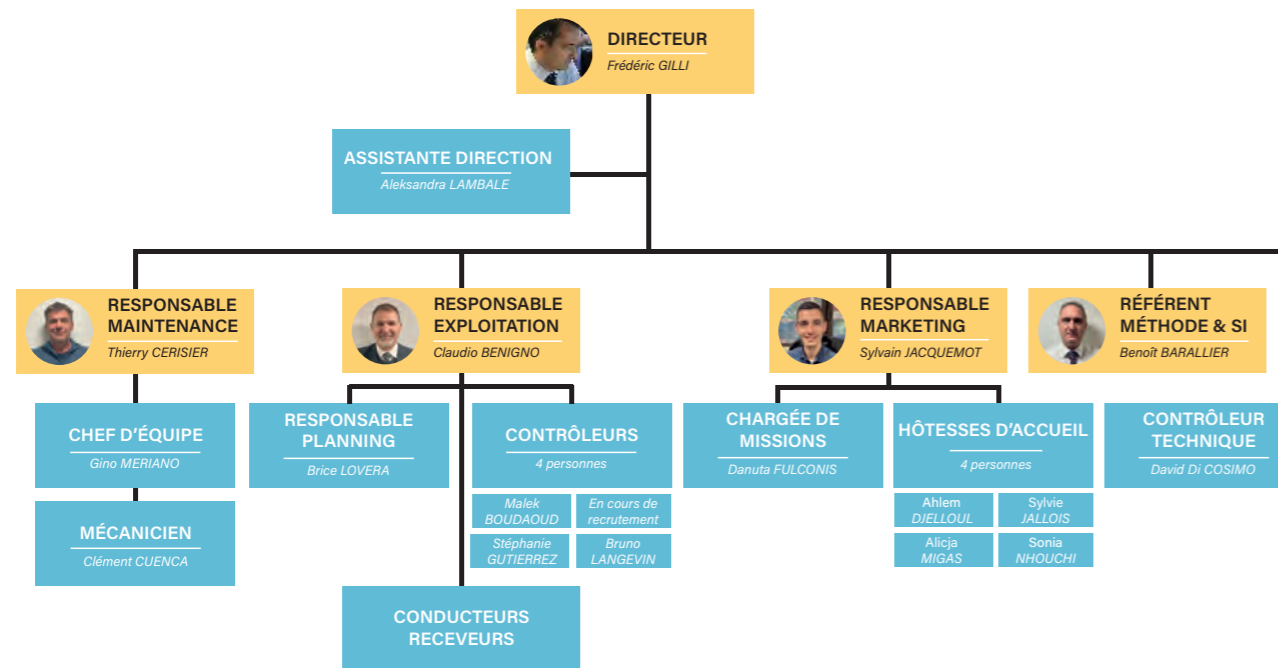 DIRECTEUR
Frédéric GILLI
ASSISTANTE DIRECTION
Aleksandra LAMBALE
RESPONSABLE
MAINTENANCE
Thierry CERISIER
RESPONSABLE
EXPLOITATION
Claudio BENIGNO
RESPONSABLE
MARKETING
Sylvain JACQUEMOT
RÉFÉRENT
MÉTHODE & SI
Benoît BARALLIER
CHEF D'ÉQUIPE
Gino MERIANO
MÉCANICIEN
Clément CUENCA
RESPONSABLE
PLANNING
Brice LOVERA
CONTRÔLEURS
4 personnes
Malek
BOUDAOUD
En cours de
recrutement
Stéphanie
GUTIERREZ
Bruno
LANGEVIN
CONDUCTEURS
RECEVEURS
CHARGÉE DE
MISSIONS
Danuta FULCONIS
HÔTESSES D'ACCUEIL
4 personnes
Ahlem
DJELLOUL
Sylvie
JALLOIS
Alicja
MIGAS
Sonia
NHOUCHI
CONTRÔLEUR
TECHNIQUE
David Di COSIMO